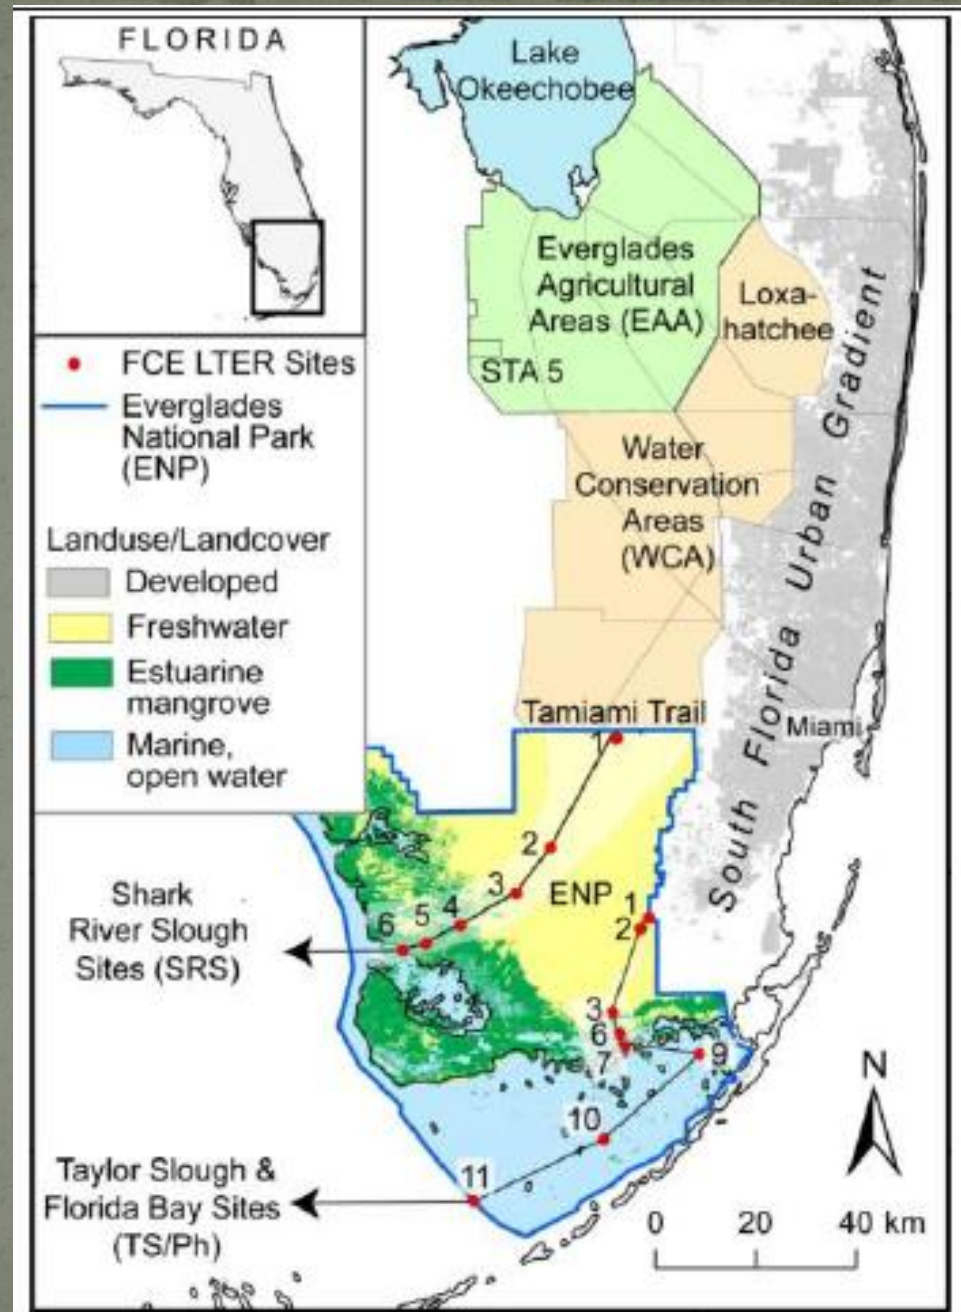 FLORIDA
FCE LTER Sites
Everglades
National Park
(ENP)
Landuse/Landcover
Developed
Freshwater
Estuarine
mangrove
Marine,
open water
Lake
Okeechobee
Everglades
Agricultural
Areas (EAA)
STA 5
Loxa-
hatchee
Water
Conservation
Areas
(WCA)
South Florida Urban Gradient
Tamiami Trail
Miami
1
2
3
4
5
6
ENP
1
2
3
6
7
9
10
11
Shark
River Slough
Sites (SRS)
Taylor Slough &
Florida Bay Sites
(TS/Ph)
N
0 20 40 km